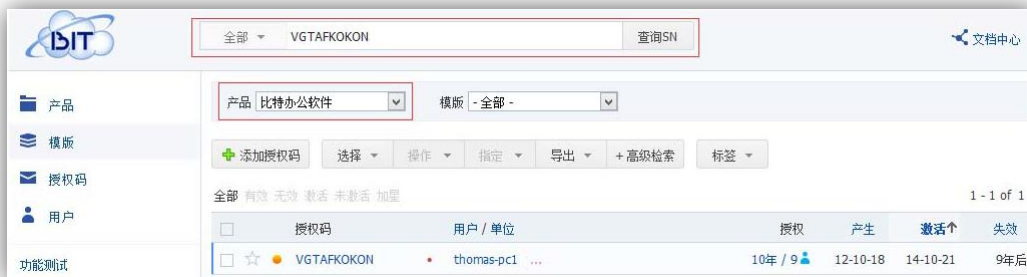 BIT
全部 VGTAFKOKON 查询SN
文档中心
产品
模版
授权码
用户
功能测试
产品 比特办公软件 模版 - 全部 -
添加授权码 选择 操作 指定 导出 + 高级检索 标签
全部 有效 无效 激活 未激活 加星 1 - 1 of 1
授权码 用户 / 单位 授权 产生 激活↑ 失效
VGTAFKOKON thomas-pc1 ... 10年 / 9 12-10-18 14-10-21 9年后